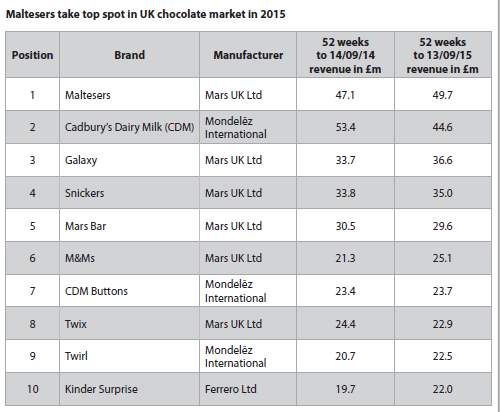 Maltesers take top spot in UK chocolate market in 2015
Position Brand Manufacturer 52 weeks to 14/09/14 revenue in £m 52 weeks to 13/09/15 revenue in £m
1 Maltesers Mars UK Ltd 47.1 49.7
2 Cadbury's Dairy Milk (CDM) Mondelēz International 53.4 44.6
3 Galaxy Mars UK Ltd 33.7 36.6
4 Snickers Mars UK Ltd 33.8 35.0
5 Mars Bar Mars UK Ltd 30.5 29.6
6 M&Ms Mars UK Ltd 21.3 25.1
7 CDM Buttons Mondelēz International 23.4 23.7
8 Twix Mars UK Ltd 24.4 22.9
9 Twirl Mondelēz International 20.7 22.5
10 Kinder Surprise Ferrero Ltd 19.7 22.0